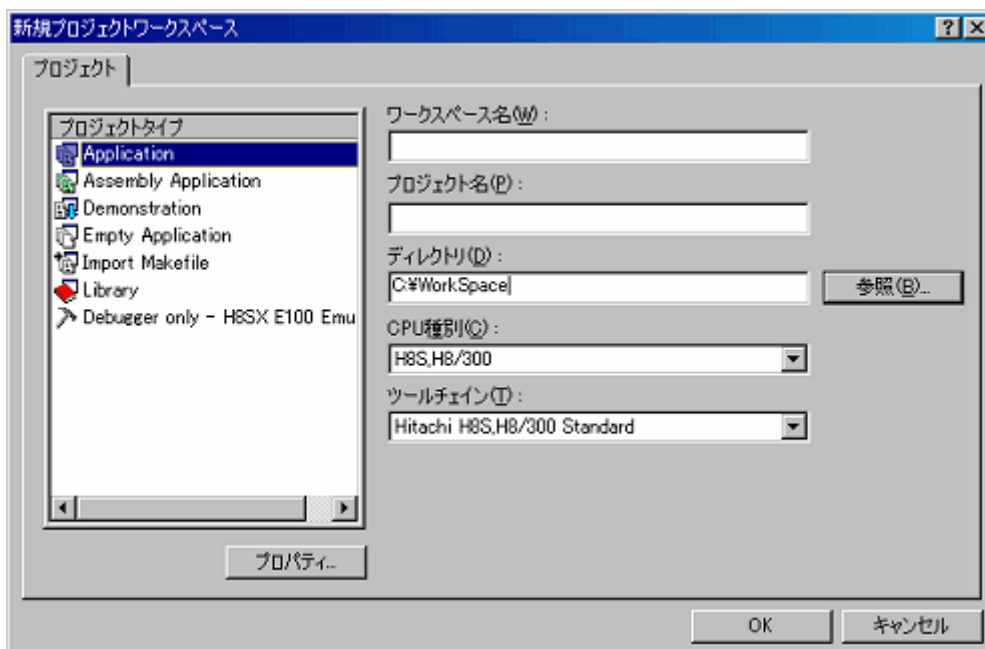 新規プロジェクトワークスペース
プロジェクト
プロジェクトタイプ
Application
Assembly Application
Demonstration
Empty Application
Import Makefile
Library
Debugger only - H8SX E100 Emu
プロパティ...
ワークスペース名(W):
プロジェクト名(P):
ディレクトリ(D):
C:¥WorkSpace
参照(B)...
CPU種別(C):
H8S,H8/300
ツールチェイン(T):
Hitachi H8S,H8/300 Standard
OK
キャンセル